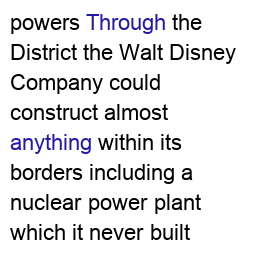 powers Through the
District the Walt Disney
Company could
construct almost
anything within its
borders including a
nuclear power plant
which it never built